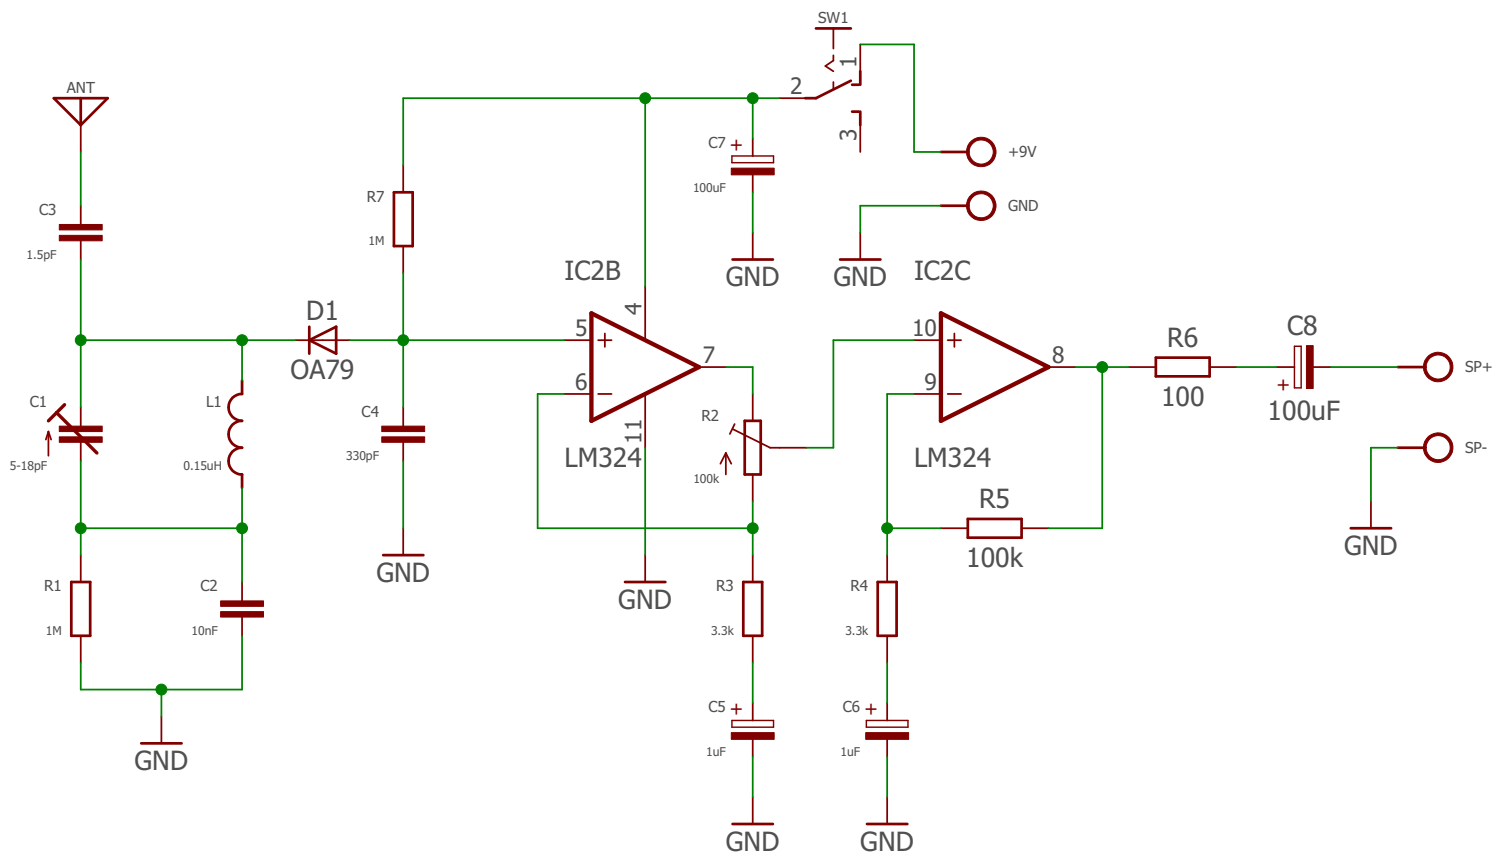 SW1
ANT
1
2
3
C7
+
100uF
+9V
GND
C3
1.5pF
R7
1M
GND
GND
IC2B
IC2C
D1
OA79
4
5
+
6
−
7
11
LM324
10
+
9
−
8
LM324
R6
100
C8
+
100uF
SP+
SP-
C1
5-18pF
L1
0.15uH
C4
330pF
R2
100k
R5
100k
GND
GND
GND
R1
1M
C2
10nF
R3
3.3k
R4
3.3k
C5
+
1uF
C6
+
1uF
GND
GND
GND